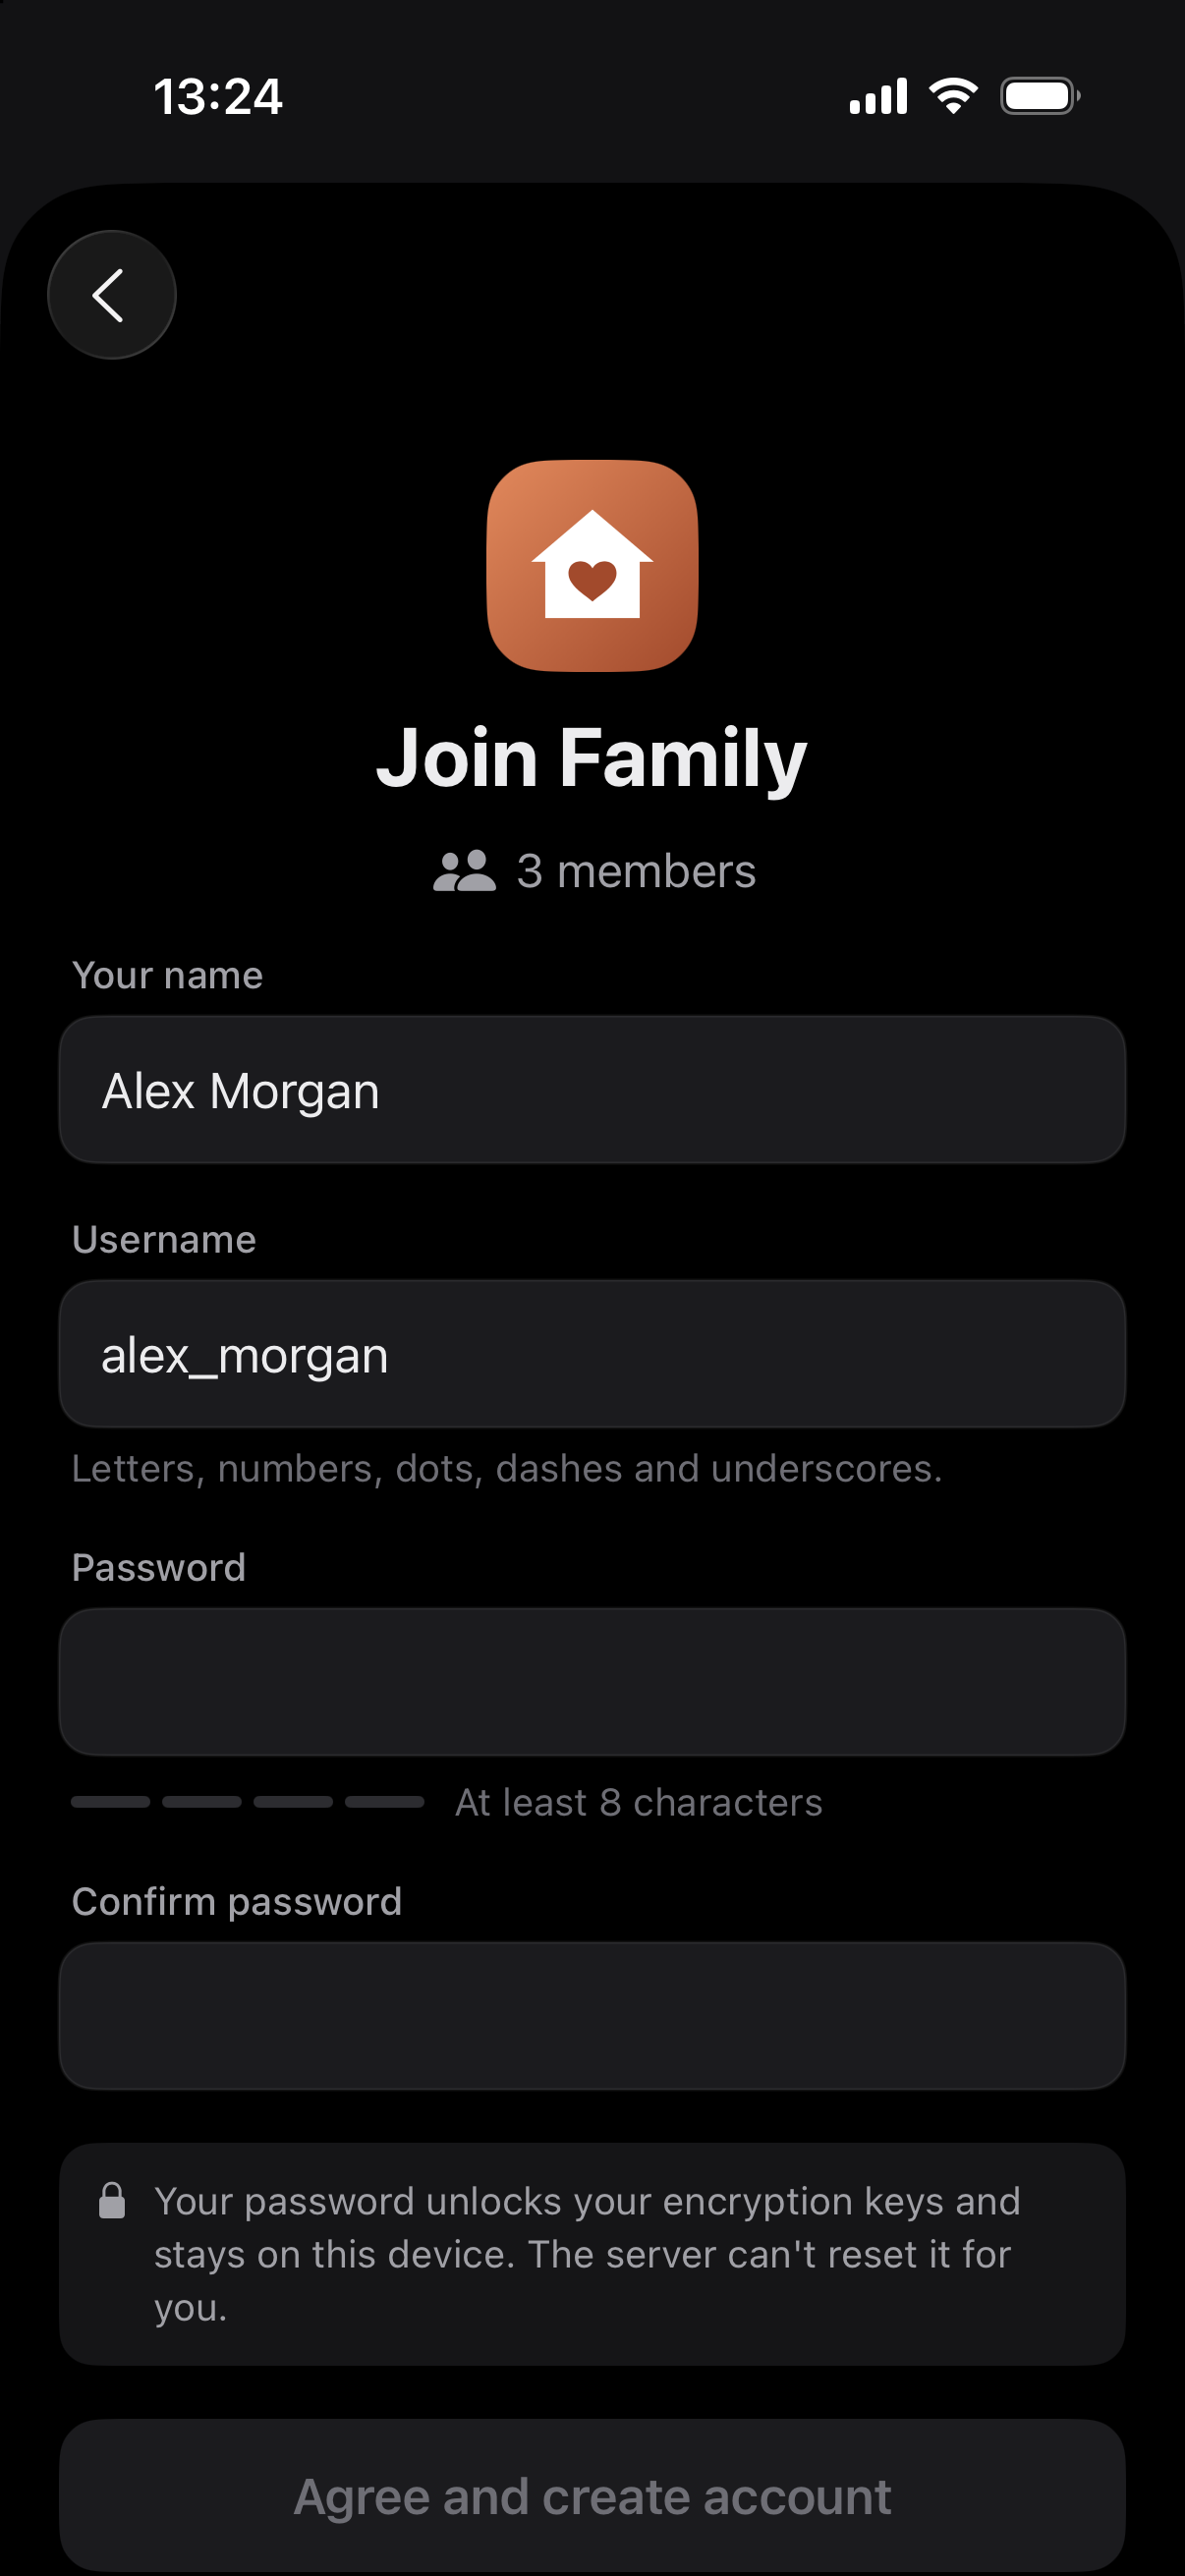 13:24
Join Family
3 members
Your name
Alex Morgan
Username
alex_morgan
Letters, numbers, dots, dashes and underscores.
Password
At least 8 characters
Confirm password
Your password unlocks your encryption keys and
stays on this device. The server can't reset it for
you.
Agree and create account